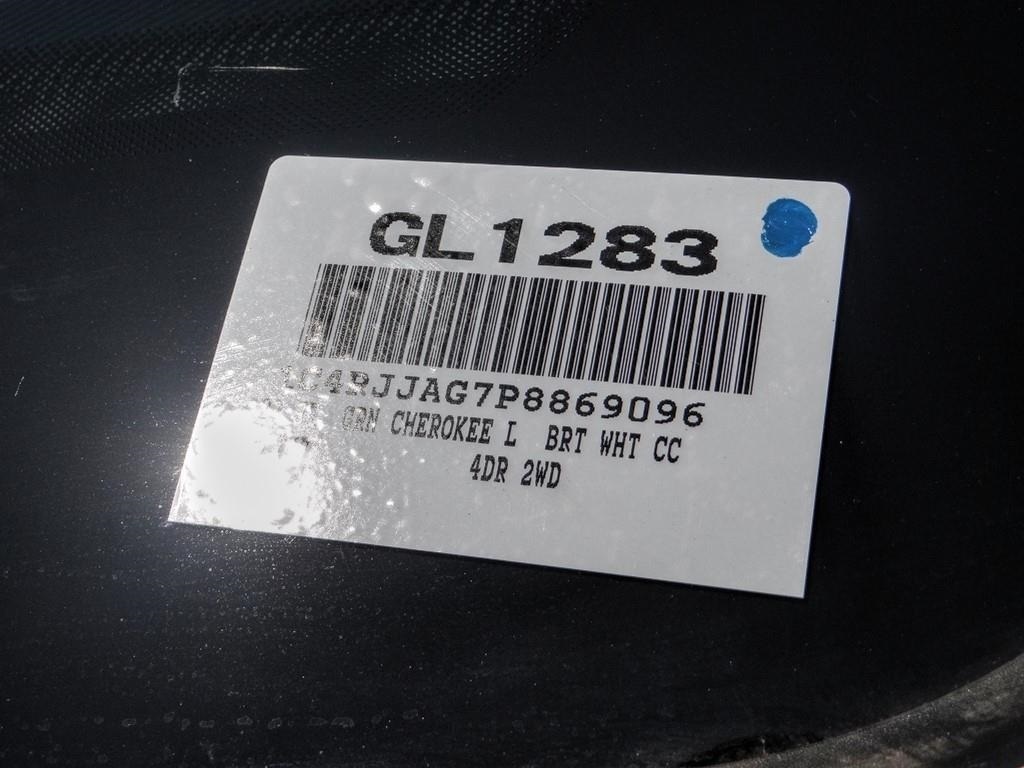 GL1283
1C4RJJAG7P8869096
GRN CHEROKEE L BRT WHT CC
4DR 2WD